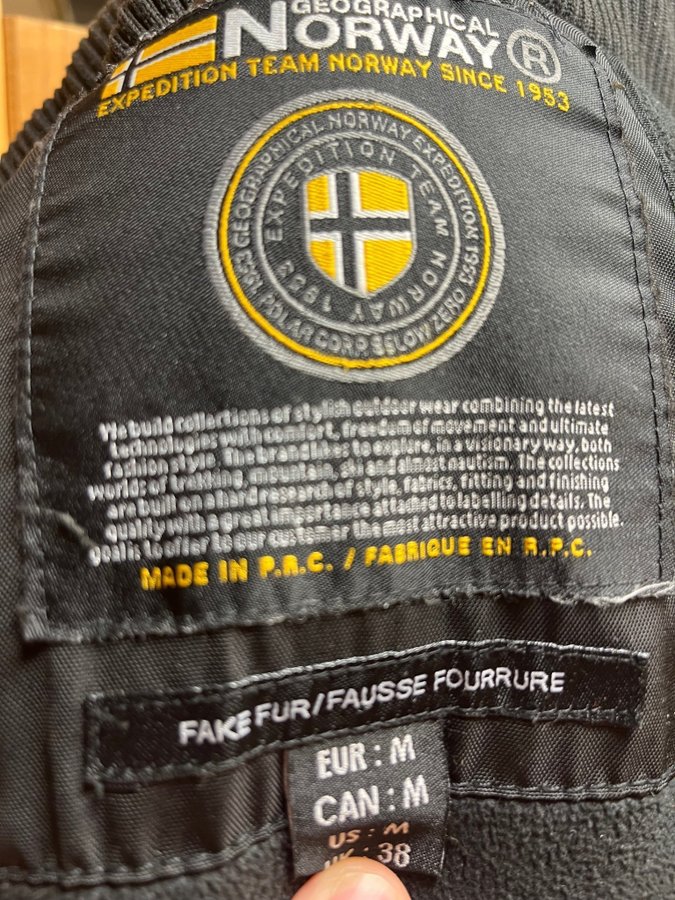 GEOGRAPHICAL
NORWAY ®
EXPEDITION TEAM NORWAY SINCE 1953
GEOGRAPHICAL NORWAY EXPEDITION 1953
POLAR CORP. BELOW ZERO
EXPEDITION TEAM NORWAY
We build collections of stylish outdoor wear combining the latest
technologies with comfort, freedom of movement and ultimate
fashion style. The brand likes to explore, in a visionary way, both
worlds of trekking, mountain, ski and almost nautism. The collections
are built on a hard research of style, fabrics, fitting and finishing
quality with a great importance attached to labelling details. The
goal is to offer to our customer the most attractive product possible.
MADE IN P.R.C. / FABRIQUE EN R.P.C.
FAKE FUR/FAUSSE FOURRURE
EUR : M
CAN : M
US : M
UK : 38